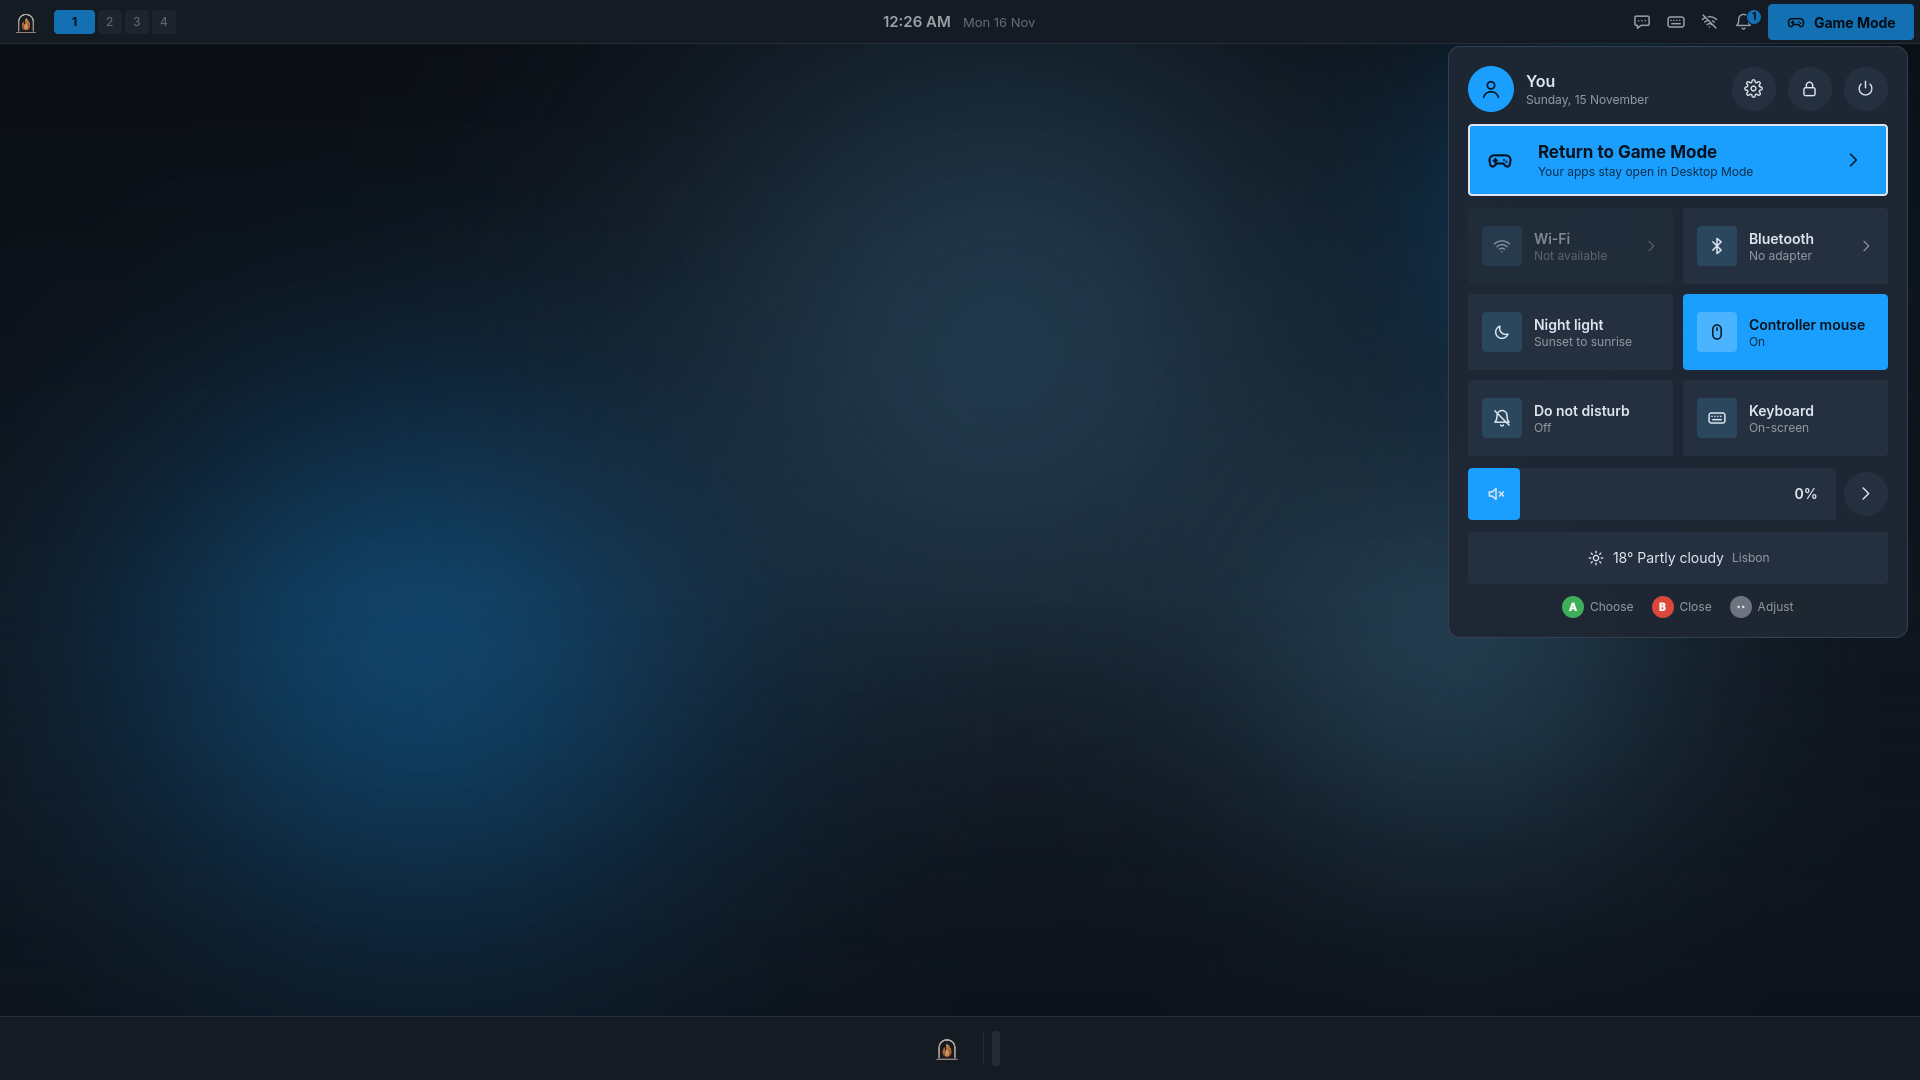 1 2 3 4
12:26 AM Mon 16 Nov
1
Game Mode
You
Sunday, 15 November
Return to Game Mode
Your apps stay open in Desktop Mode
Wi-Fi
Not available
Bluetooth
No adapter
Night light
Sunset to sunrise
Controller mouse
On
Do not disturb
Off
Keyboard
On-screen
0%
18° Partly cloudy Lisbon
A Choose B Close Adjust